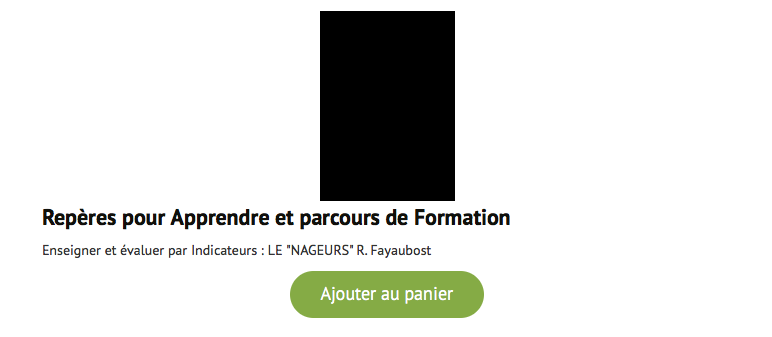 Repères pour Apprendre et parcours de Formation
Enseigner et évaluer par Indicateurs : LE "NAGEURS" R. Fayaubost
Ajouter au panier